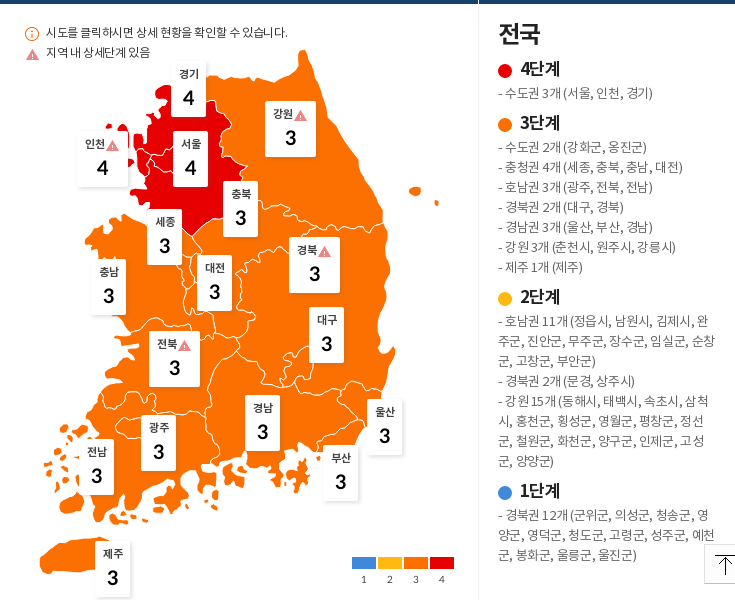 시도를 클릭하시면 상세 현황을 확인할 수 있습니다.
지역 내 상세단계 있음
경기
4
강원
3
인천
4
서울
4
충북
3
세종
3
경북
3
대전
3
충남
3
대구
3
전북
3
경남
3
울산
3
광주
3
전남
3
부산
3
제주
3
1 2 3 4
전국
4단계
- 수도권 3개 (서울, 인천, 경기)
3단계
- 수도권 2개 (강화군, 옹진군)
- 충청권 4개 (세종, 충북, 충남, 대전)
- 호남권 3개 (광주, 전북, 전남)
- 경북권 2개 (대구, 경북)
- 경남권 3개 (울산, 부산, 경남)
- 강원 3개 (춘천시, 원주시, 강릉시)
- 제주 1개 (제주)
2단계
- 호남권 11개 (정읍시, 남원시, 김제시, 완
주군, 진안군, 무주군, 장수군, 임실군, 순창
군, 고창군, 부안군)
- 경북권 2개 (문경, 상주시)
- 강원 15개 (동해시, 태백시, 속초시, 삼척
시, 홍천군, 횡성군, 영월군, 평창군, 정선
군, 철원군, 화천군, 양구군, 인제군, 고성
군, 양양군)
1단계
- 경북권 12개 (군위군, 의성군, 청송군, 영
양군, 영덕군, 청도군, 고령군, 성주군, 예천
군, 봉화군, 울릉군, 울진군)